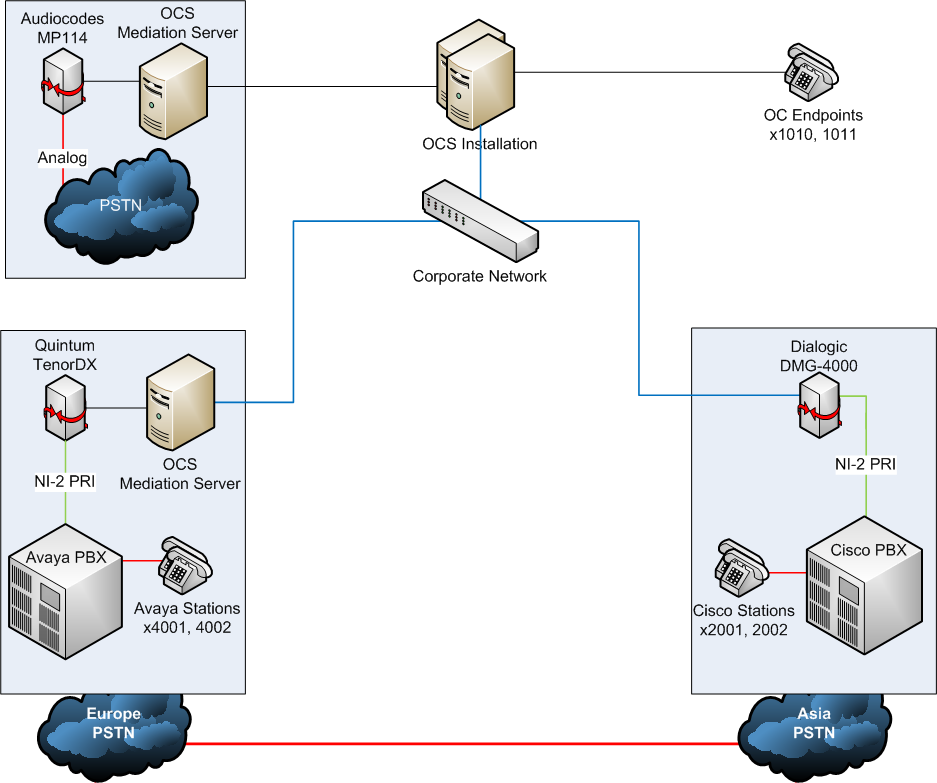 Audiocodes
MP114
OCS
Mediation Server
Analog
PSTN
OCS Installation
OC Endpoints
x1010, 1011
Corporate Network
Quintum
TenorDX
OCS
Mediation Server
NI-2 PRI
Avaya PBX
Avaya Stations
x4001, 4002
Europe
PSTN
Dialogic
DMG-4000
NI-2 PRI
Cisco PBX
Cisco Stations
x2001, 2002
Asia
PSTN